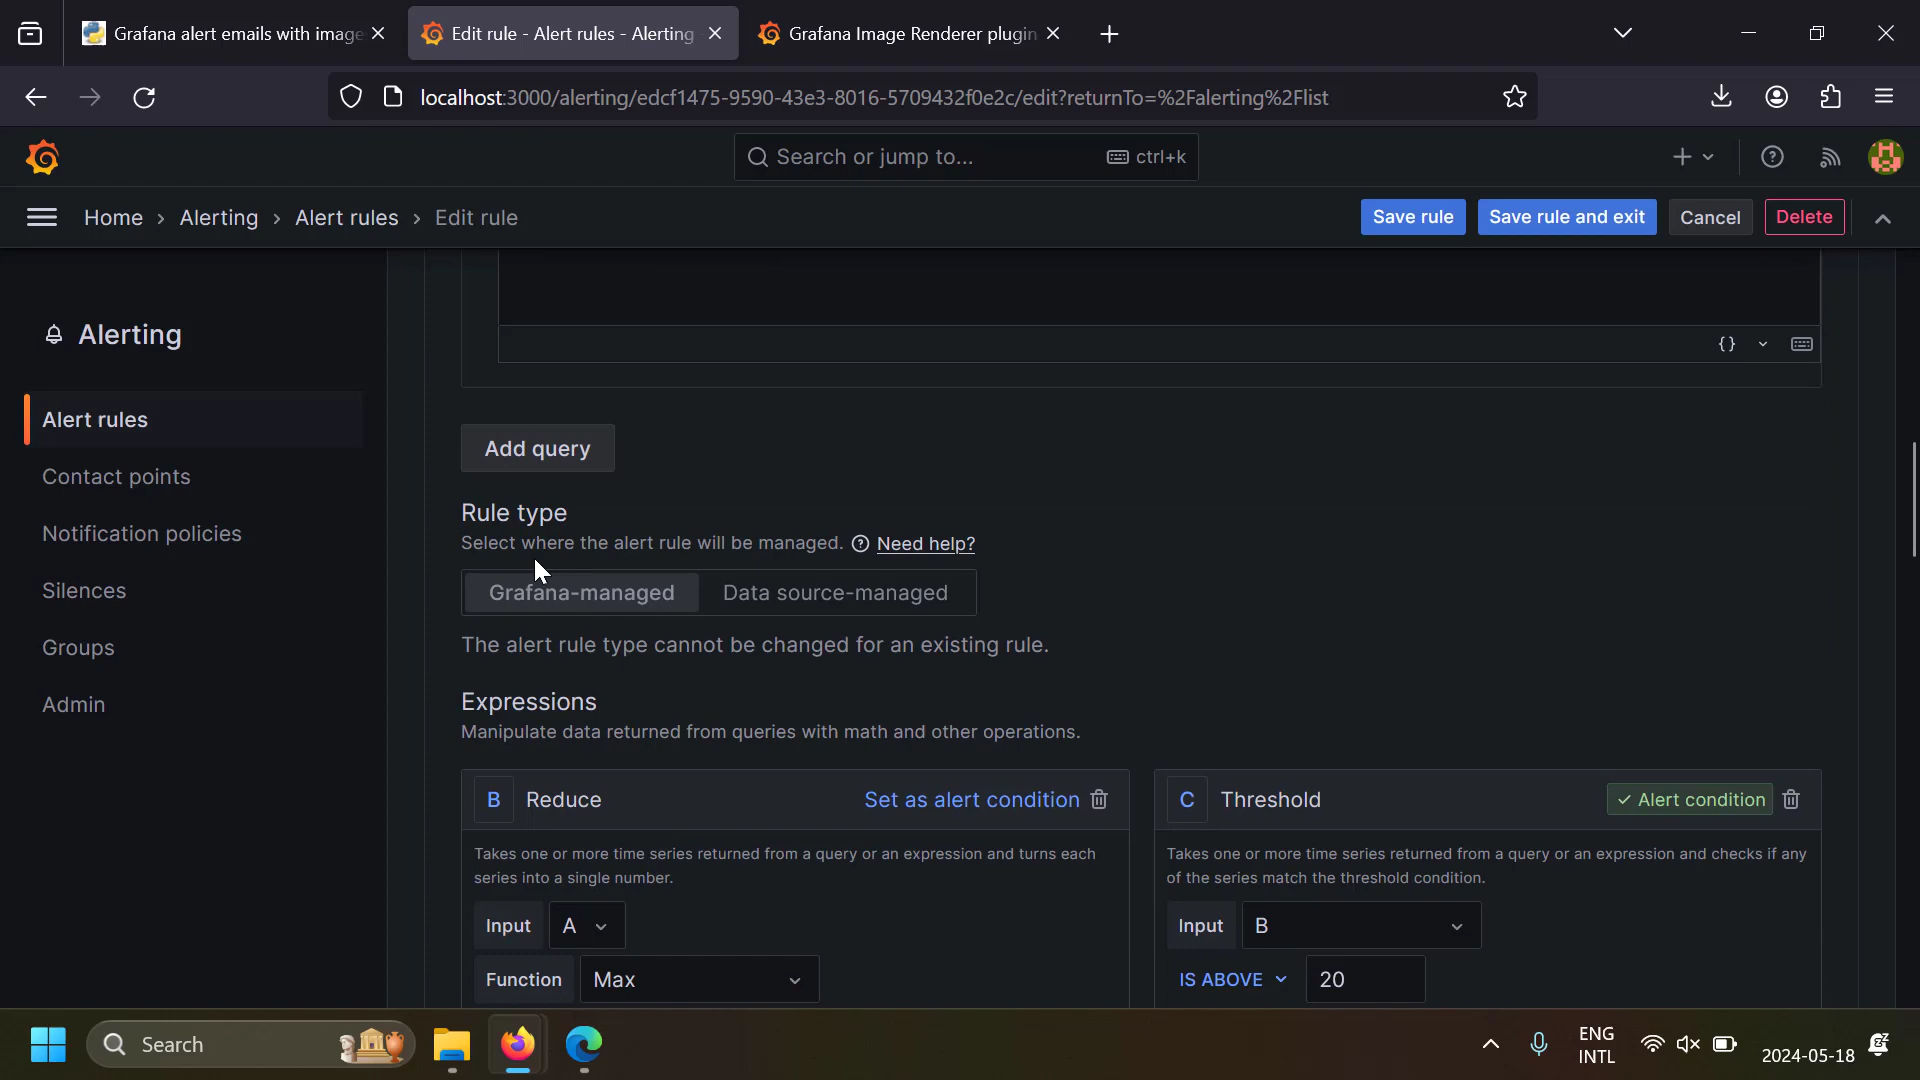 Grafana alert emails with image
Edit rule - Alert rules - Alerting
Grafana Image Renderer plugin
localhost:3000/alerting/edcf1475-9590-43e3-8016-5709432f0e2c/edit?returnTo=%2Falerting%2Flist
Search or jump to... ctrl+k
Home › Alerting › Alert rules › Edit rule
Save rule Save rule and exit Cancel Delete
Alerting
Alert rules
Contact points
Notification policies
Silences
Groups
Admin
{}
Add query
Rule type
Select where the alert rule will be managed. Need help?
Grafana-managed Data source-managed
The alert rule type cannot be changed for an existing rule.
Expressions
Manipulate data returned from queries with math and other operations.
B Reduce Set as alert condition
Takes one or more time series returned from a query or an expression and turns each
series into a single number.
Input A
Function Max
C Threshold Alert condition
Takes one or more time series returned from a query or an expression and checks if any
of the series match the threshold condition.
Input B
IS ABOVE 20
Search
ENG
INTL
2024-05-18